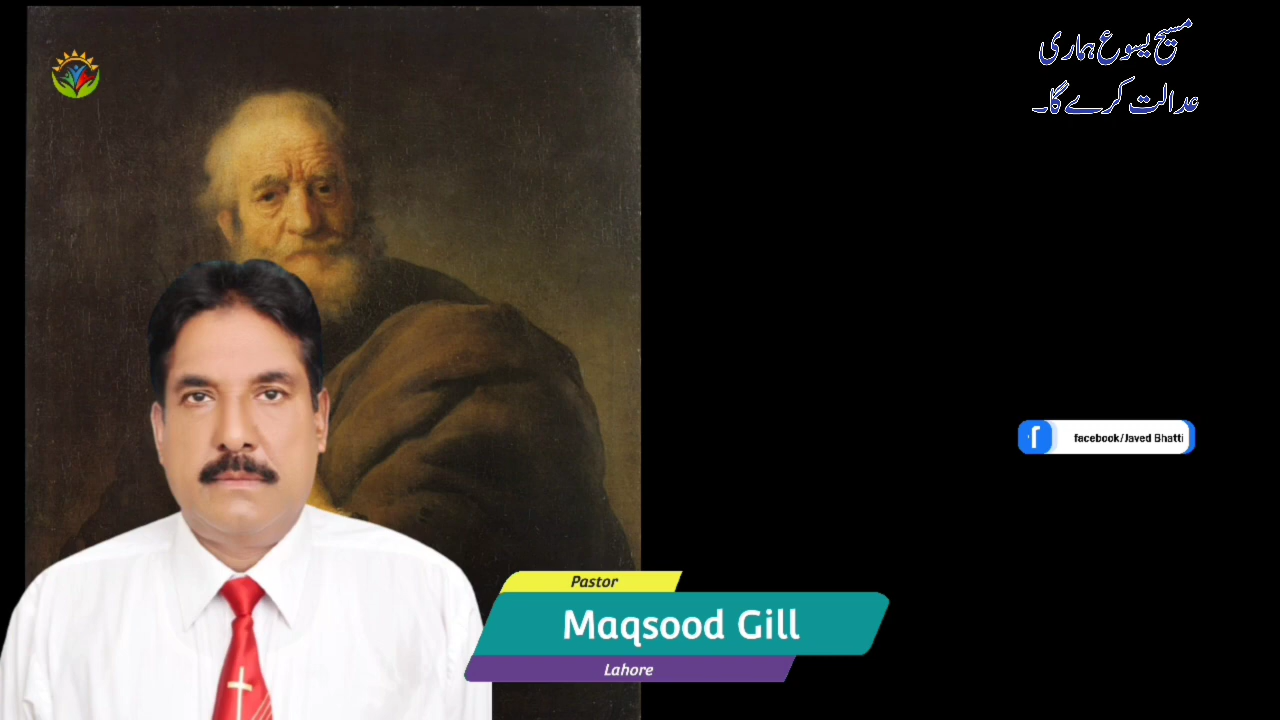 مسیح یسوع ہماری
عدالت کرے گا۔
facebook/Javed Bhatti
Pastor
Maqsood Gill
Lahore